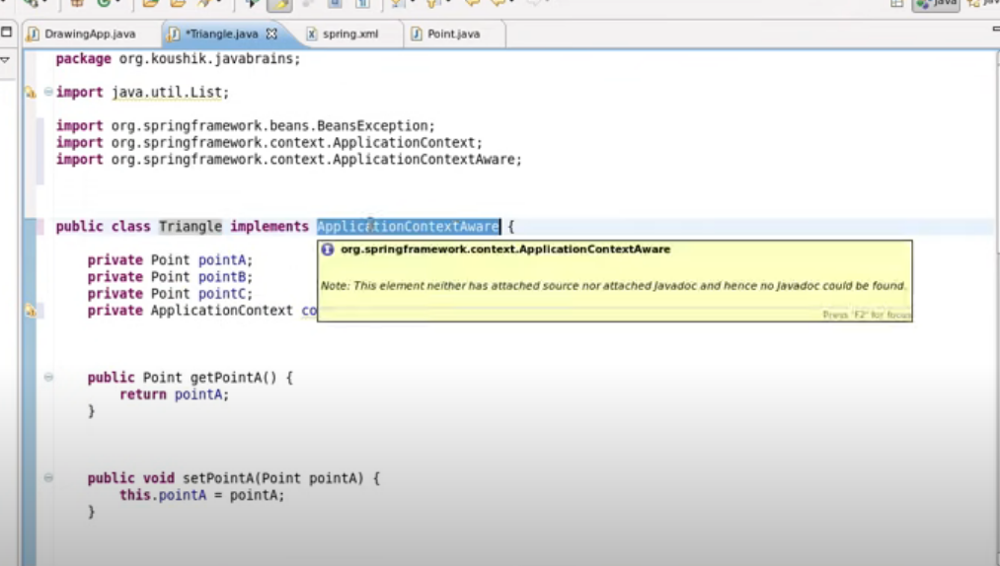 Java
DrawingApp.java
*Triangle.java
spring.xml
Point.java
package org.koushik.javabrains;
import java.util.List;
import org.springframework.beans.BeansException;
import org.springframework.context.ApplicationContext;
import org.springframework.context.ApplicationContextAware;
public class Triangle implements ApplicationContextAware {
org.springframework.context.ApplicationContextAware
Note: This element neither has attached source nor attached Javadoc and hence no Javadoc could be found.
Press 'F2' for focus
private Point pointA;
private Point pointB;
private Point pointC;
private ApplicationContext co
public Point getPointA() {
return pointA;
}
public void setPointA(Point pointA) {
this.pointA = pointA;
}